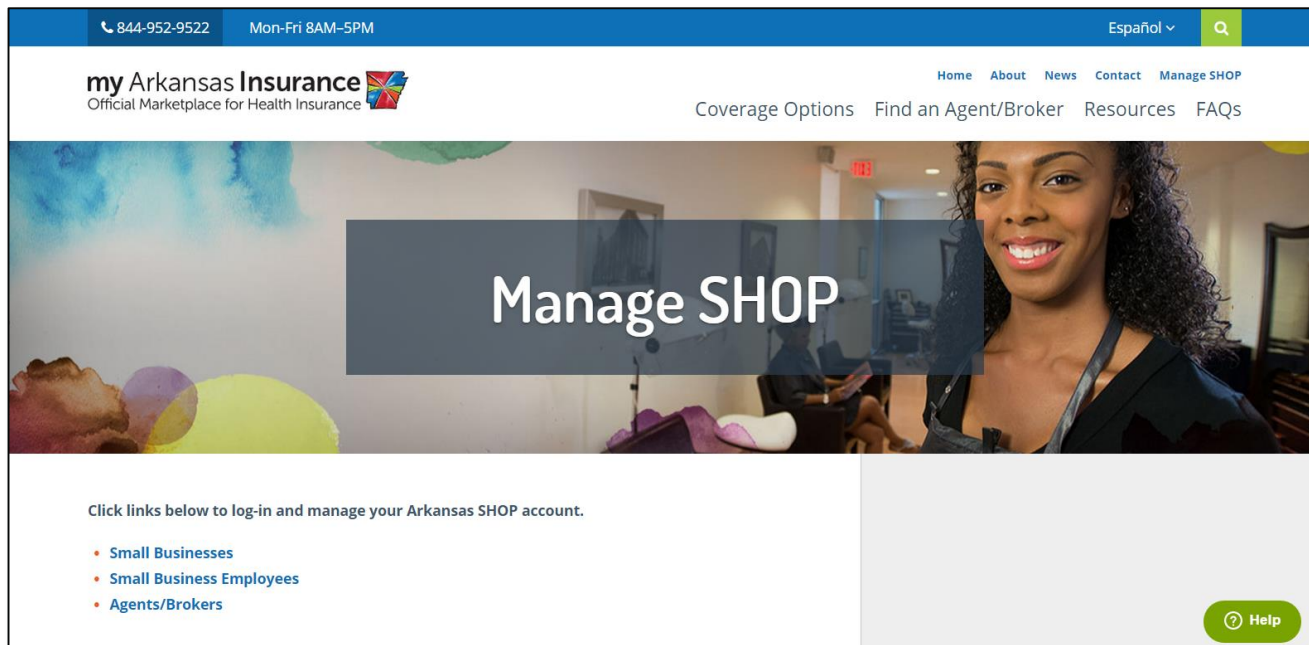 844-952-9522 Mon-Fri 8AM–5PM Español
my Arkansas Insurance
Official Marketplace for Health Insurance
Home About News Contact Manage SHOP
Coverage Options Find an Agent/Broker Resources FAQs
EXIT
Manage SHOP
Click links below to log-in and manage your Arkansas SHOP account.
• Small Businesses
• Small Business Employees
• Agents/Brokers
Help